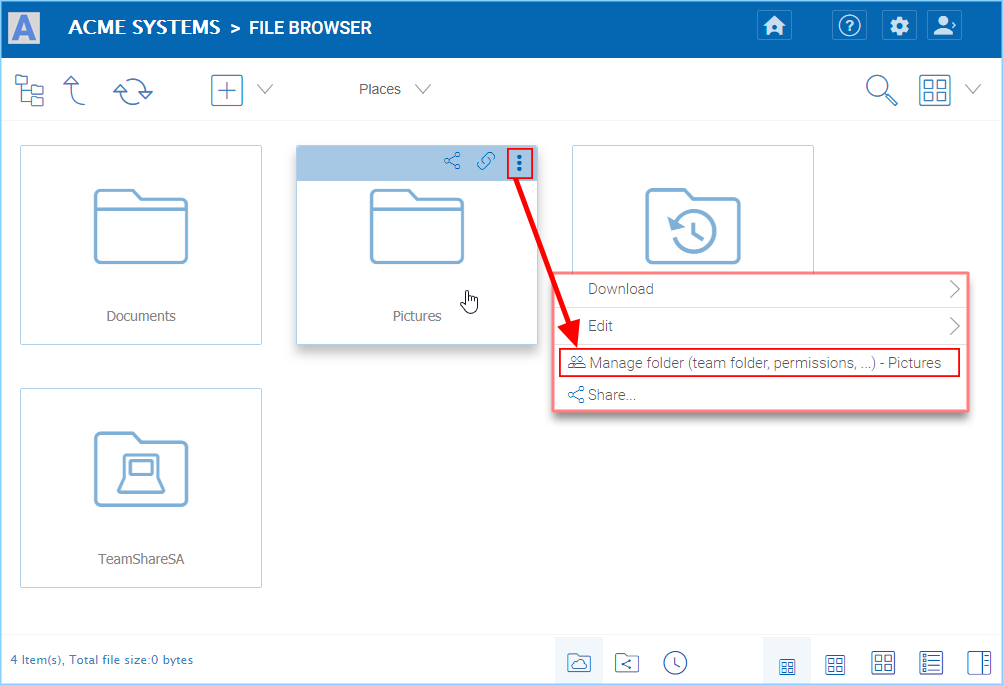 A ACME SYSTEMS > FILE BROWSER
Places
Documents
Pictures
Download
Edit
Manage folder (team folder, permissions, ...) - Pictures
Share...
TeamShareSA
4 Item(s), Total file size:0 bytes